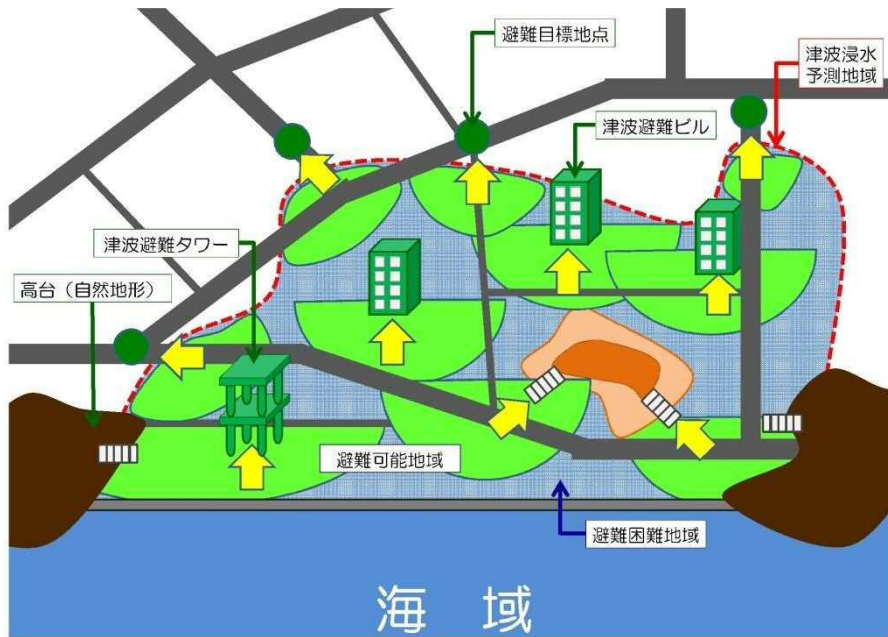 避難目標地点
津波浸水
予測地域
津波避難ビル
津波避難タワー
高台（自然地形）
避難可能地域
避難困難地域
海域